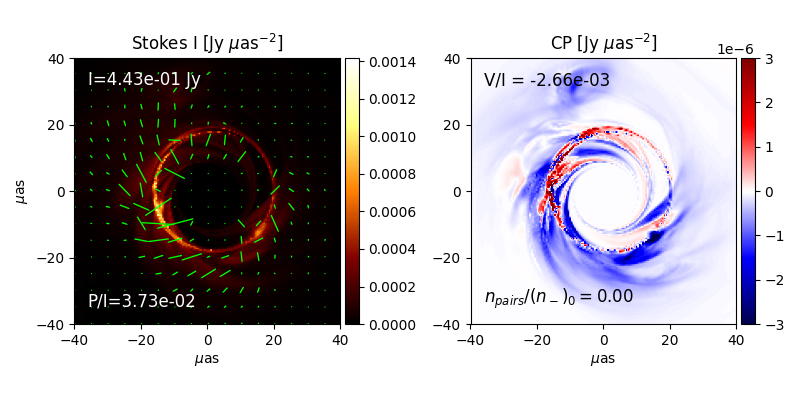 Stokes I [Jy μas⁻²]
I=4.43e-01 Jy
P/I=3.73e-02
40
20
0
−20
−40
μas
−40 −20 0 20 40
μas
0.0014
0.0012
0.0010
0.0008
0.0006
0.0004
0.0002
0.0000
CP [Jy μas⁻²]
V/I = -2.66e-03
n_{pairs}/(n_−)_0 = 0.00
40
20
0
−20
−40
−40 −20 0 20 40
μas
1e-6
3
2
1
0
−1
−2
−3